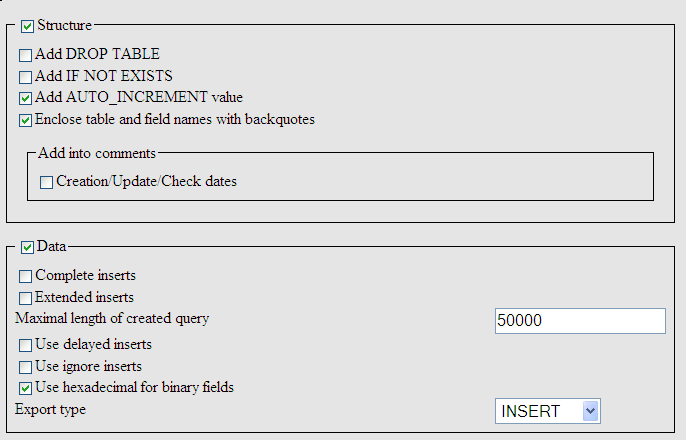 Structure
Add DROP TABLE
Add IF NOT EXISTS
Add AUTO_INCREMENT value
Enclose table and field names with backquotes
Add into comments
Creation/Update/Check dates
Data
Complete inserts
Extended inserts
Maximal length of created query 50000
Use delayed inserts
Use ignore inserts
Use hexadecimal for binary fields
Export type INSERT